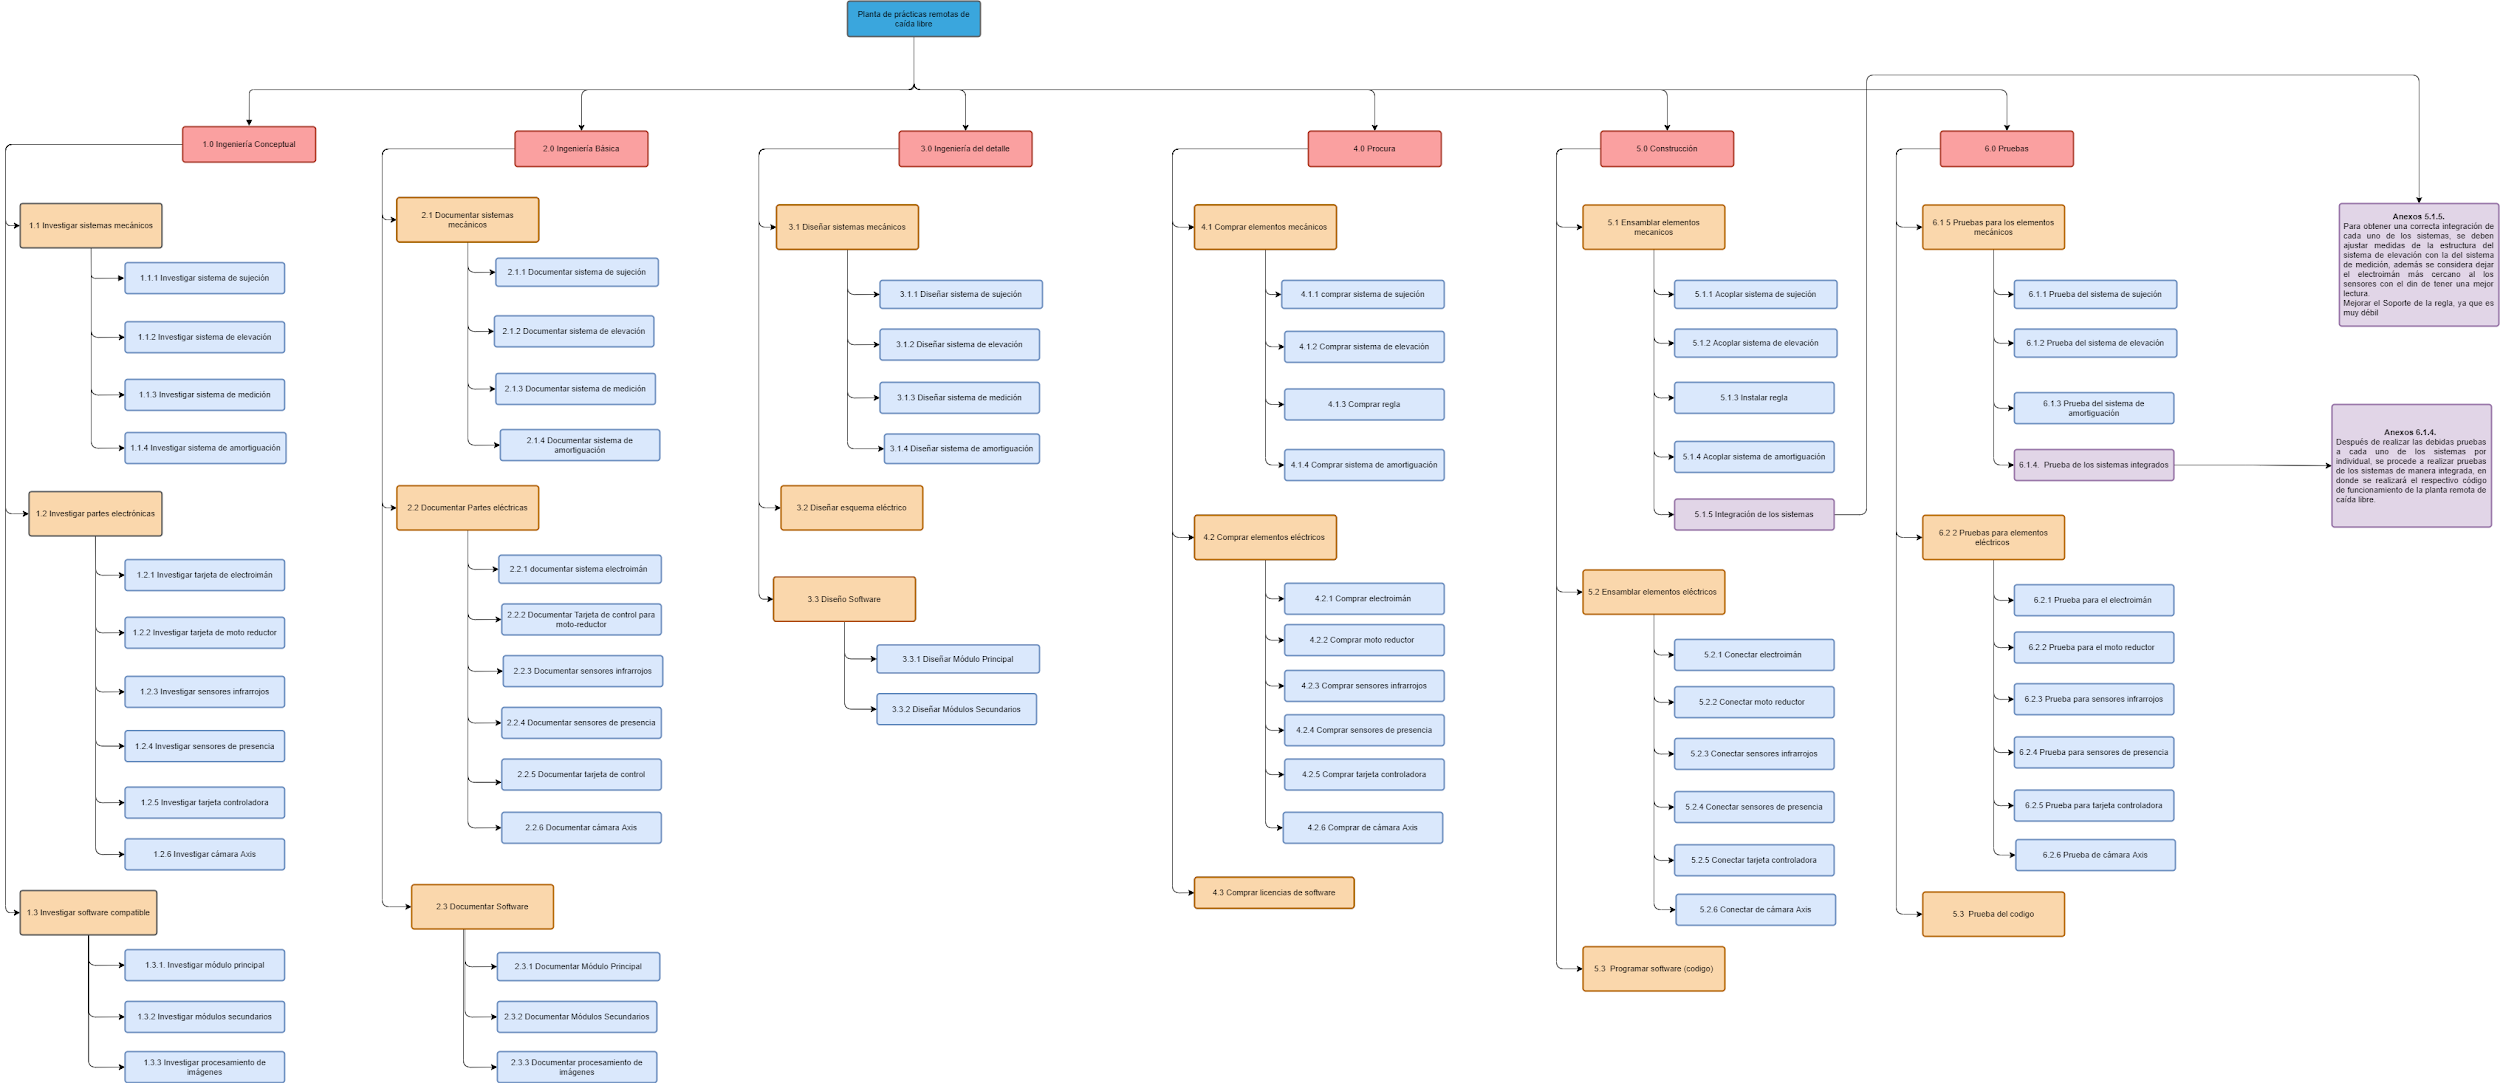 Planta de prácticas remotas de
caída libre
1.0 Ingeniería Conceptual
1.1 Investigar sistemas mecánicos
1.1.1 Investigar sistema de sujeción
1.1.2 Investigar sistema de elevación
1.1.3 Investigar sistema de medición
1.1.4 Investigar sistema de amortiguación
1.2 Investigar partes electrónicas
1.2.1 Investigar tarjeta de electroimán
1.2.2 Investigar tarjeta de moto reductor
1.2.3 Investigar sensores infrarrojos
1.2.4 Investigar sensores de presencia
1.2.5 Investigar tarjeta controladora
1.2.6 Investigar cámara Axis
1.3 Investigar software compatible
1.3.1. Investigar módulo principal
1.3.2 Investigar módulos secundarios
1.3.3 Investigar procesamiento de
imágenes
2.0 Ingeniería Básica
2.1 Documentar sistemas
mecánicos
2.1.1 Documentar sistema de sujeción
2.1.2 Documentar sistema de elevación
2.1.3 Documentar sistema de medición
2.1.4 Documentar sistema de
amortiguación
2.2 Documentar Partes eléctricas
2.2.1 documentar sistema electroimán
2.2.2 Documentar Tarjeta de control para
moto-reductor
2.2.3 Documentar sensores infrarrojos
2.2.4 Documentar sensores de presencia
2.2.5 Documentar tarjeta de control
2.2.6 Documentar cámara Axis
2.3 Documentar Software
2.3.1 Documentar Módulo Principal
2.3.2 Documentar Módulos Secundarios
2.3.3 Documentar procesamiento de
imágenes
3.0 Ingeniería del detalle
3.1 Diseñar sistemas mecánicos
3.1.1 Diseñar sistema de sujeción
3.1.2 Diseñar sistema de elevación
3.1.3 Diseñar sistema de medición
3.1.4 Diseñar sistema de amortiguación
3.2 Diseñar esquema eléctrico
3.3 Diseño Software
3.3.1 Diseñar Módulo Principal
3.3.2 Diseñar Módulos Secundarios
4.0 Procura
4.1 Comprar elementos mecánicos
4.1.1 comprar sistema de sujeción
4.1.2 Comprar sistema de elevación
4.1.3 Comprar regla
4.1.4 Comprar sistema de amortiguación
4.2 Comprar elementos eléctricos
4.2.1 Comprar electroimán
4.2.2 Comprar moto reductor
4.2.3 Comprar sensores infrarrojos
4.2.4 Comprar sensores de presencia
4.2.5 Comprar tarjeta controladora
4.2.6 Comprar de cámara Axis
4.3 Comprar licencias de software
5.0 Construcción
5.1 Ensamblar elementos
mecanicos
5.1.1 Acoplar sistema de sujeción
5.1.2 Acoplar sistema de elevación
5.1.3 Instalar regla
5.1.4 Acoplar sistema de amortiguación
5.1.5 Integración de los sistemas
5.2 Ensamblar elementos eléctricos
5.2.1 Conectar electroimán
5.2.2 Conectar moto reductor
5.2.3 Conectar sensores infrarrojos
5.2.4 Conectar sensores de presencia
5.2.5 Conectar tarjeta controladora
5.2.6 Conectar de cámara Axis
5.3 Programar software (codigo)
6.0 Pruebas
6.1 5 Pruebas para los elementos
mecánicos
6.1.1 Prueba del sistema de sujeción
6.1.2 Prueba del sistema de elevación
6.1.3 Prueba del sistema de
amortiguación
6.1.4. Prueba de los sistemas integrados
6.2 2 Pruebas para elementos
eléctricos
6.2.1 Prueba para el electroimán
6.2.2 Prueba para el moto reductor
6.2.3 Prueba para sensores infrarrojos
6.2.4 Prueba para sensores de presencia
6.2.5 Prueba para tarjeta controladora
6.2.6 Prueba de cámara Axis
5.3 Prueba del codigo
Anexos 5.1.5.
Para obtener una correcta integración de
cada uno de los sistemas, se deben
ajustar medidas de la estructura del
sistema de elevación con la del sistema
de medición, además se considera dejar
el electroimán más cercano al los
sensores con el din de tener una mejor
lectura.
Mejorar el Soporte de la regla, ya que es
muy débil
Anexos 6.1.4.
Después de realizar las debidas pruebas
a cada uno de los sistemas por
individual, se procede a realizar pruebas
de los sistemas de manera integrada, en
donde se realizará el respectivo código
de funcionamiento de la planta remota de
caída libre.